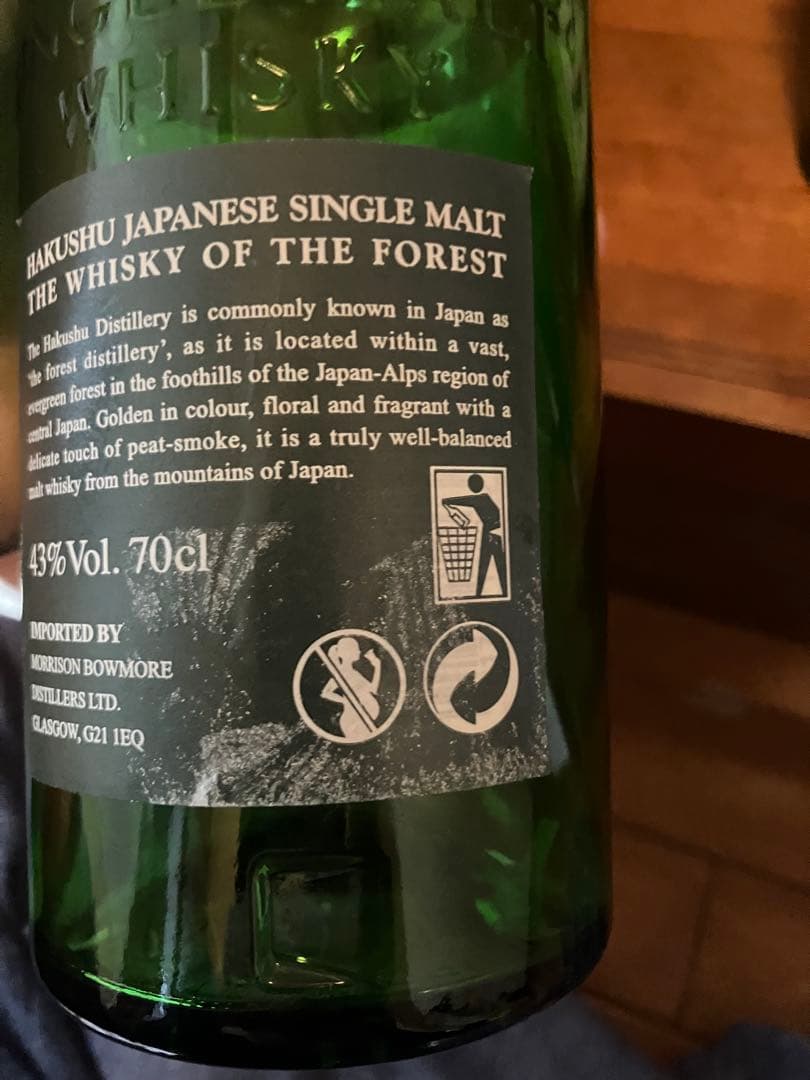 WHISKY
HAKUSHU JAPANESE SINGLE MALT
THE WHISKY OF THE FOREST
The Hakushu Distillery is commonly known in Japan as
'the forest distillery', as it is located within a vast,
evergreen forest in the foothills of the Japan-Alps region of
central Japan. Golden in colour, floral and fragrant with a
delicate touch of peat-smoke, it is a truly well-balanced
malt whisky from the mountains of Japan.
43%Vol. 70cl
IMPORTED BY
MORRISON BOWMORE
DISTILLERS LTD.
GLASGOW, G21 1EQ